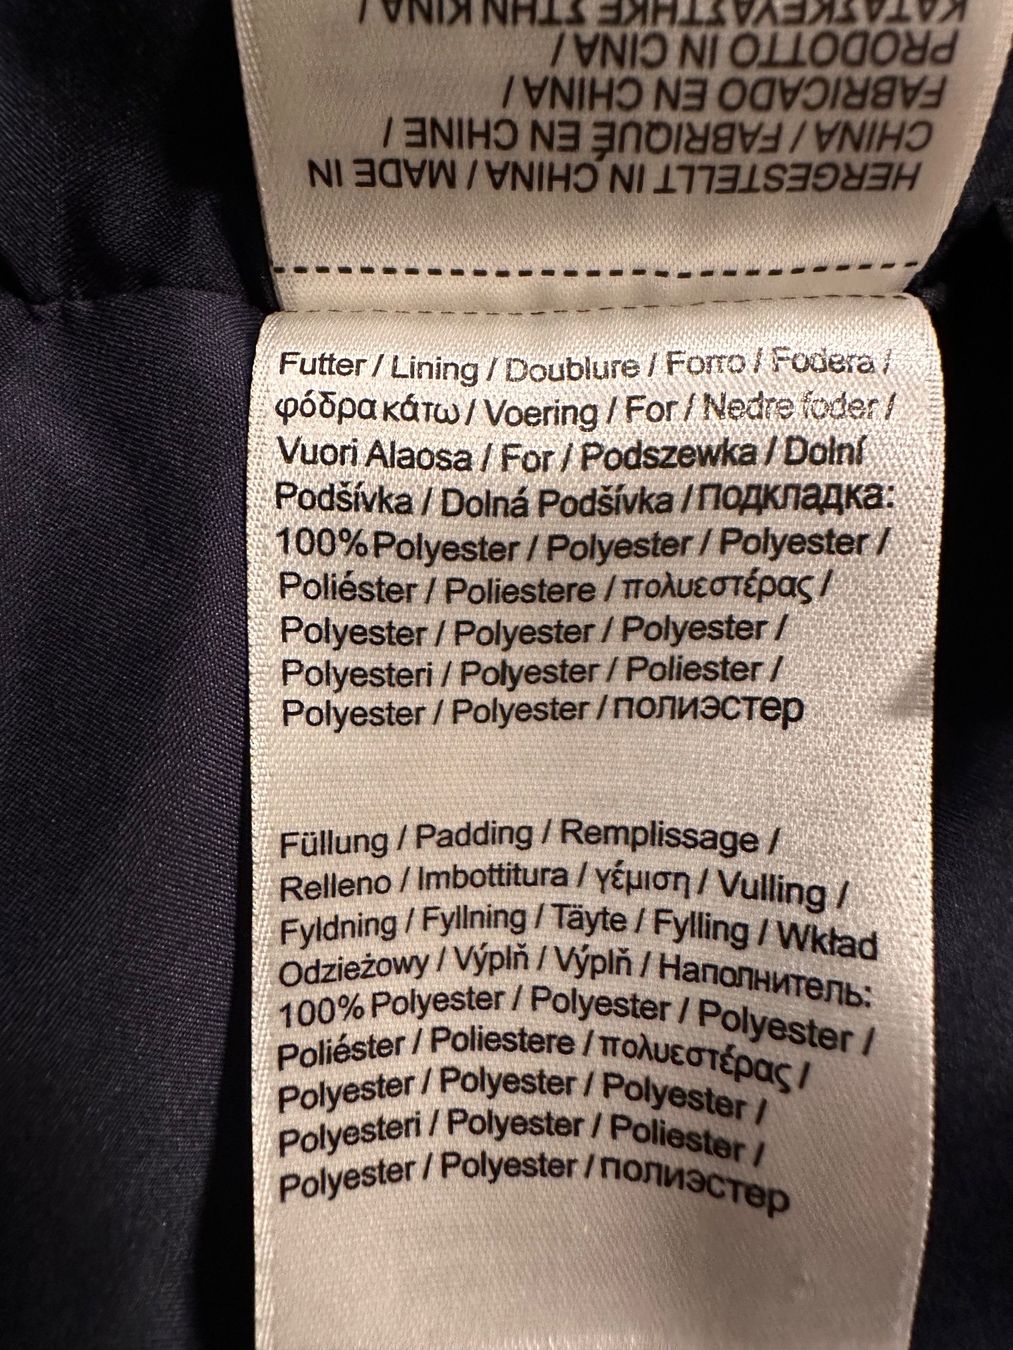 HERGESTELLT IN CHINA / MADE IN
CHINA / FABRIQUÉ EN CHINE /
FABRICADO EN CHINA /
PRODOTTO IN CINA /
ΚΑΤΑΣΚΕΥΑΣΤΗΚΕ ΣΤΗΝ ΚΙΝΑ /
Futter / Lining / Doublure / Forro / Fodera /
φόδρα κάτω / Voering / For / Nedre foder /
Vuori Alaosa / For / Podszewka / Dolní
Podšívka / Dolná Podšívka / Подкладка:
100% Polyester / Polyester / Polyester /
Poliéster / Poliestere / πολυεστέρας /
Polyester / Polyester / Polyester /
Polyesteri / Polyester / Poliester /
Polyester / Polyester / полиэстер
Füllung / Padding / Remplissage /
Relleno / Imbottitura / γέμιση / Vulling /
Fyldning / Fyllning / Täyte / Fylling / Wkład
Odzieżowy / Výplň / Výplň / Наполнитель:
100% Polyester / Polyester / Polyester /
Poliéster / Poliestere / πολυεστέρας /
Polyester / Polyester / Polyester /
Polyesteri / Polyester / Poliester /
Polyester / Polyester / полиэстер